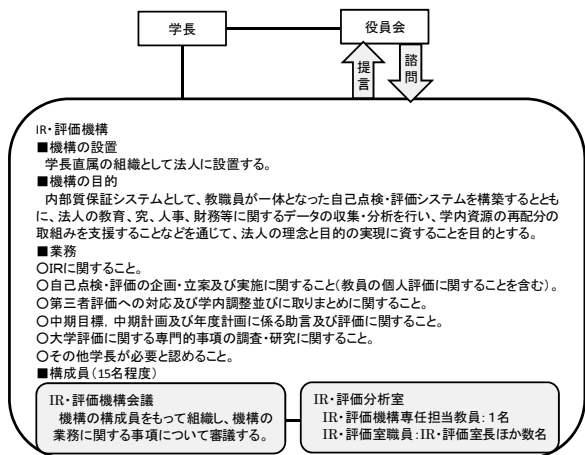 学長
役員会
提言
諮問
IR・評価機構
■機構の設置
学長直属の組織として法人に設置する。
■機構の目的
内部質保証システムとして、教職員が一体となった自己点検・評価システムを構築するととも
に、法人の教育、究、人事、財務等に関するデータの収集・分析を行い、学内資源の再配分の
取組みを支援することなどを通じて、法人の理念と目的の実現に資することを目的とする。
■業務
○IRに関すること。
○自己点検・評価の企画・立案及び実施に関すること(教員の個人評価に関することを含む)。
○第三者評価への対応及び学内調整並びに取りまとめに関すること。
○中期目標，中期計画及び年度計画に係る助言及び評価に関すること。
○大学評価に関する専門的事項の調査・研究に関すること。
○その他学長が必要と認めること。
■構成員(15名程度)
IR・評価機構会議
機構の構成員をもって組織し、機構の
業務に関する事項について審議する。
IR・評価分析室
IR・評価機構専任担当教員：1名
IR・評価室職員：IR・評価室長ほか数名